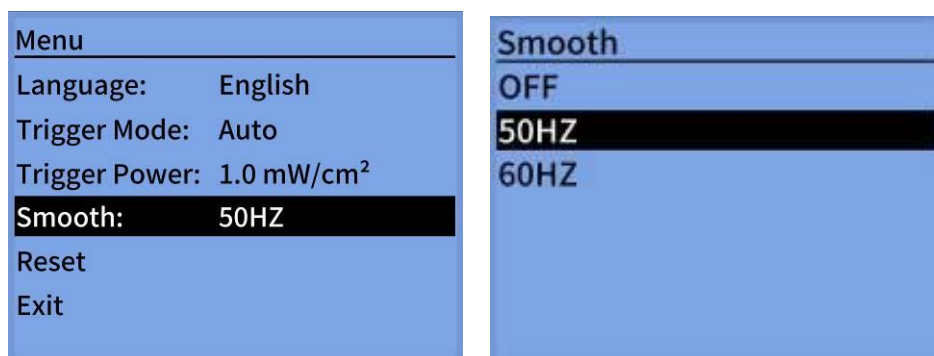 Menu
Language: English
Trigger Mode: Auto
Trigger Power: 1.0 mW/cm²
Smooth: 50HZ
Reset
Exit
Smooth
OFF
50HZ
60HZ